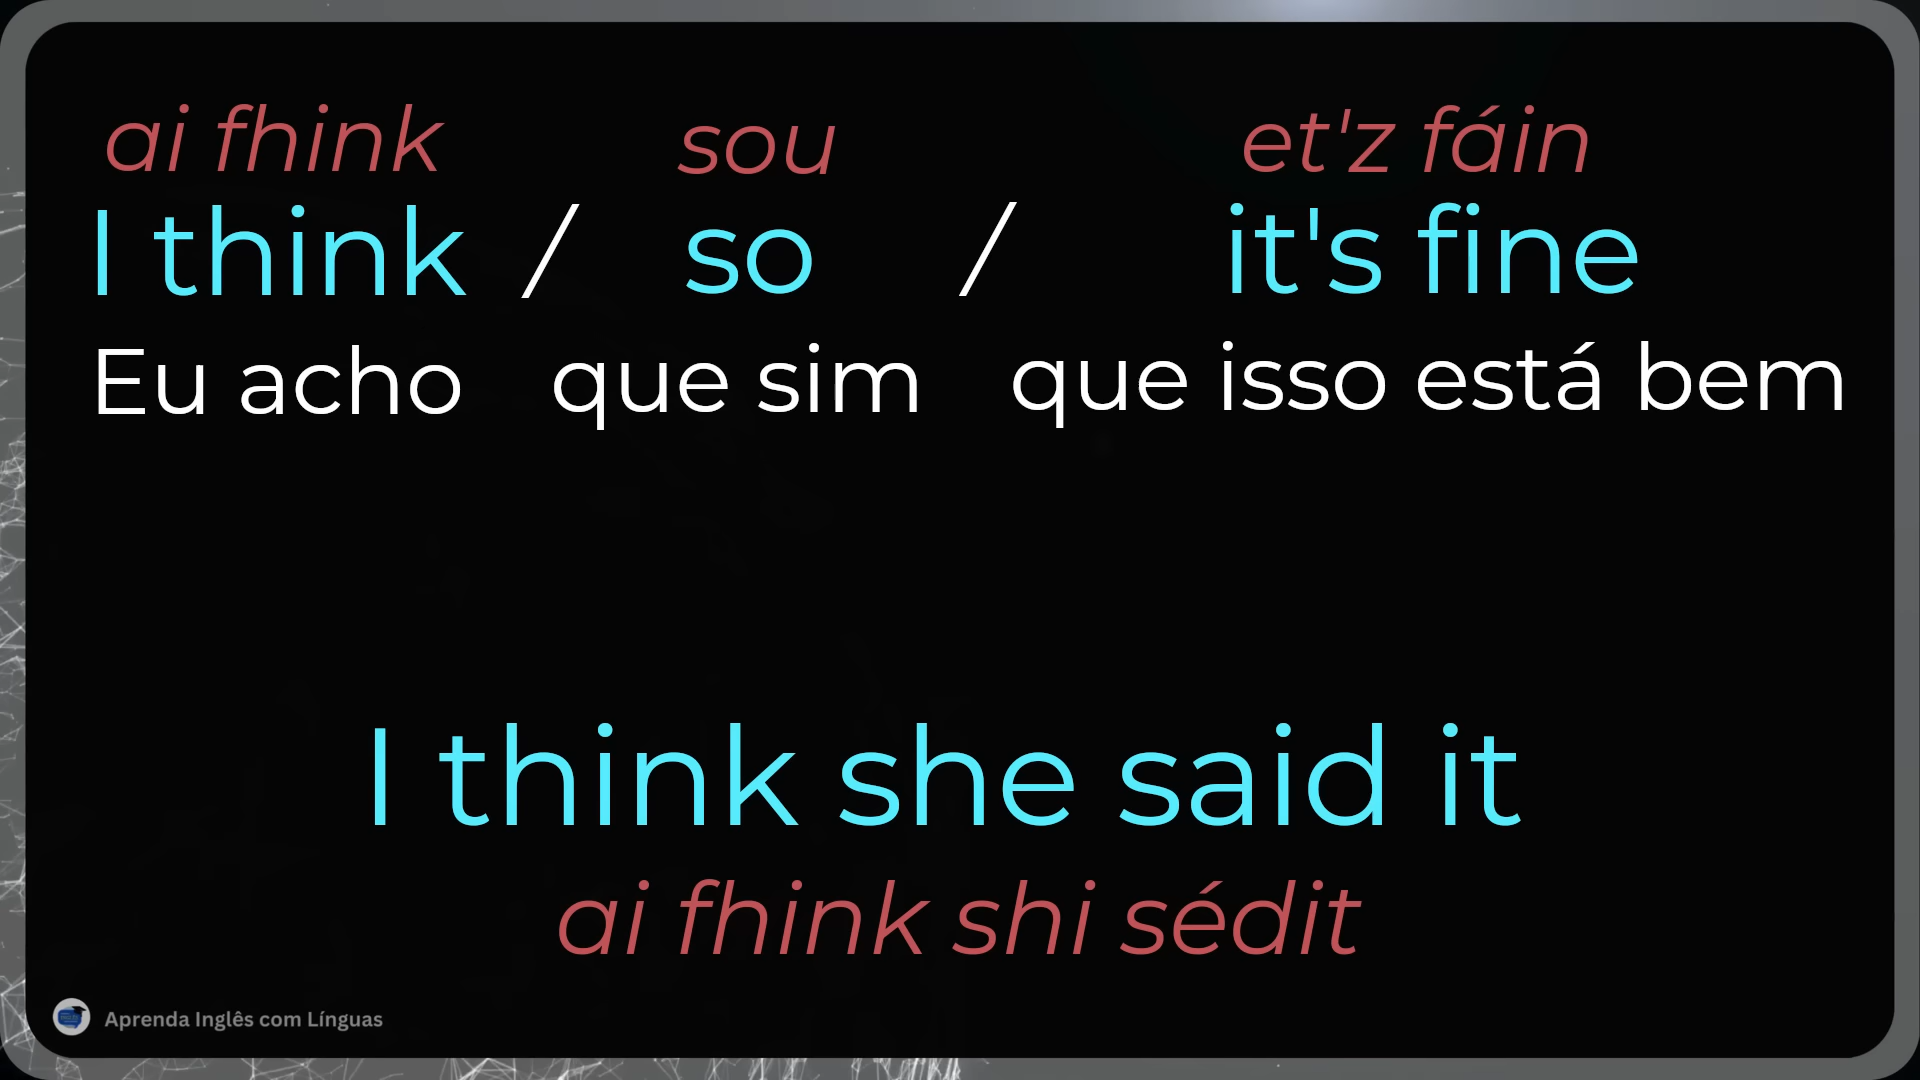 ai fhink sou et'z fáin
I think / so / it's fine
Eu acho que sim que isso está bem
I think she said it
ai fhink shi sédit
Aprenda Inglês com Línguas